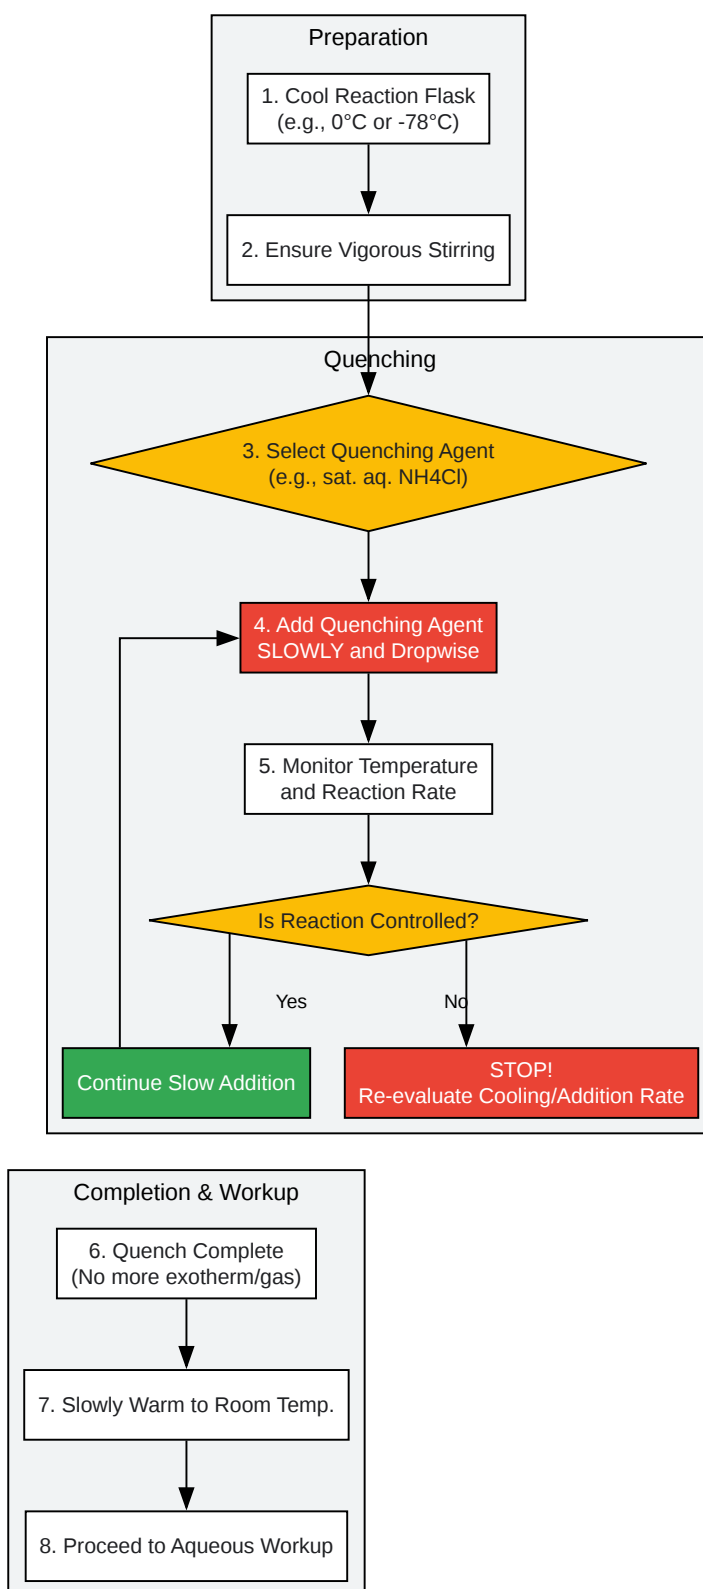 Preparation
1. Cool Reaction Flask
(e.g., 0°C or -78°C)
2. Ensure Vigorous Stirring
Quenching
3. Select Quenching Agent
(e.g., sat. aq. NH4Cl)
4. Add Quenching Agent
SLOWLY and Dropwise
5. Monitor Temperature
and Reaction Rate
Is Reaction Controlled?
Yes
No
Continue Slow Addition
STOP!
Re-evaluate Cooling/Addition Rate
Completion & Workup
6. Quench Complete
(No more exotherm/gas)
7. Slowly Warm to Room Temp.
8. Proceed to Aqueous Workup